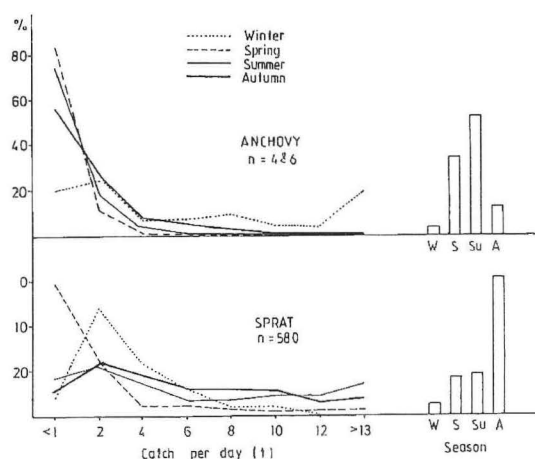 %
Winter
Spring
Summer
Autumn
80
60
40
20
ANCHOVY
n = 486
W S Su A
0
10
20
SPRAT
n = 580
W S Su A
<1 2 4 6 8 10 12 >13
Catch per day (t)
Season